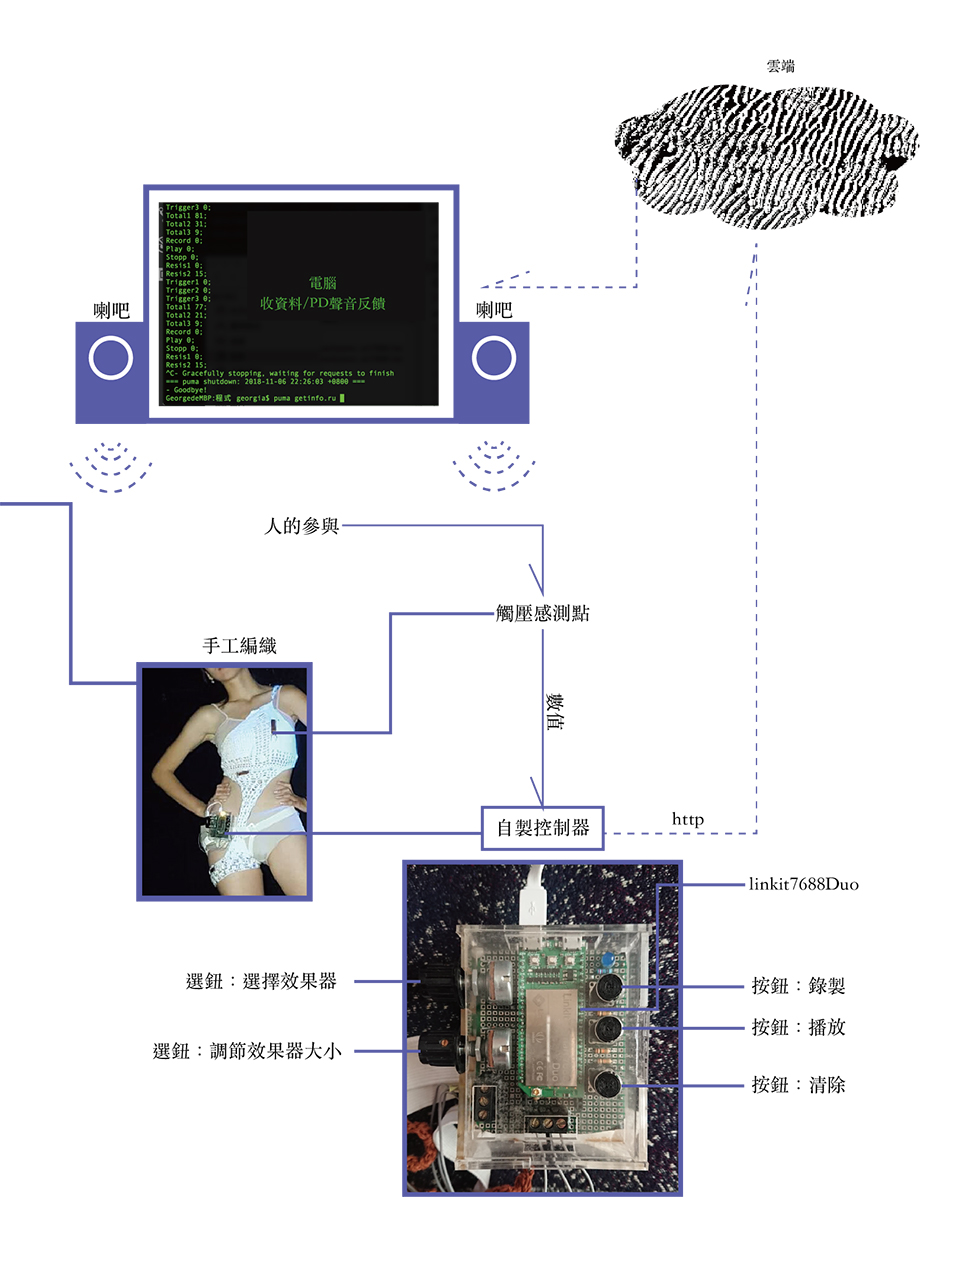 雲端
Trigger3 0;
Total1 81;
Total2 31;
Total3 9;
Record 0;
Play 0;
Stopp 0;
Resis1 0;
Resis2 15;
Trigger1 0;
Trigger2 0;
Trigger3 0;
Total1 77;
Total2 21;
Total3 9;
Record 0;
Play 0;
Stopp 0;
Resis1 0;
Resis2 15;
^C- Gracefully stopping, waiting for requests to finish
=== puma shutdown: 2018-11-06 22:26:03 +0800 ===
- Goodbye!
GeorgedeMBP:程式 georgia$ puma getinfo.ru
電腦
收資料/PD聲音反饋
喇吧
喇吧
人的參與
觸壓感測點
手工編織
數值
自製控制器
http
linkit7688Duo
選鈕：選擇效果器
按鈕：錄製
按鈕：播放
選鈕：調節效果器大小
按鈕：清除